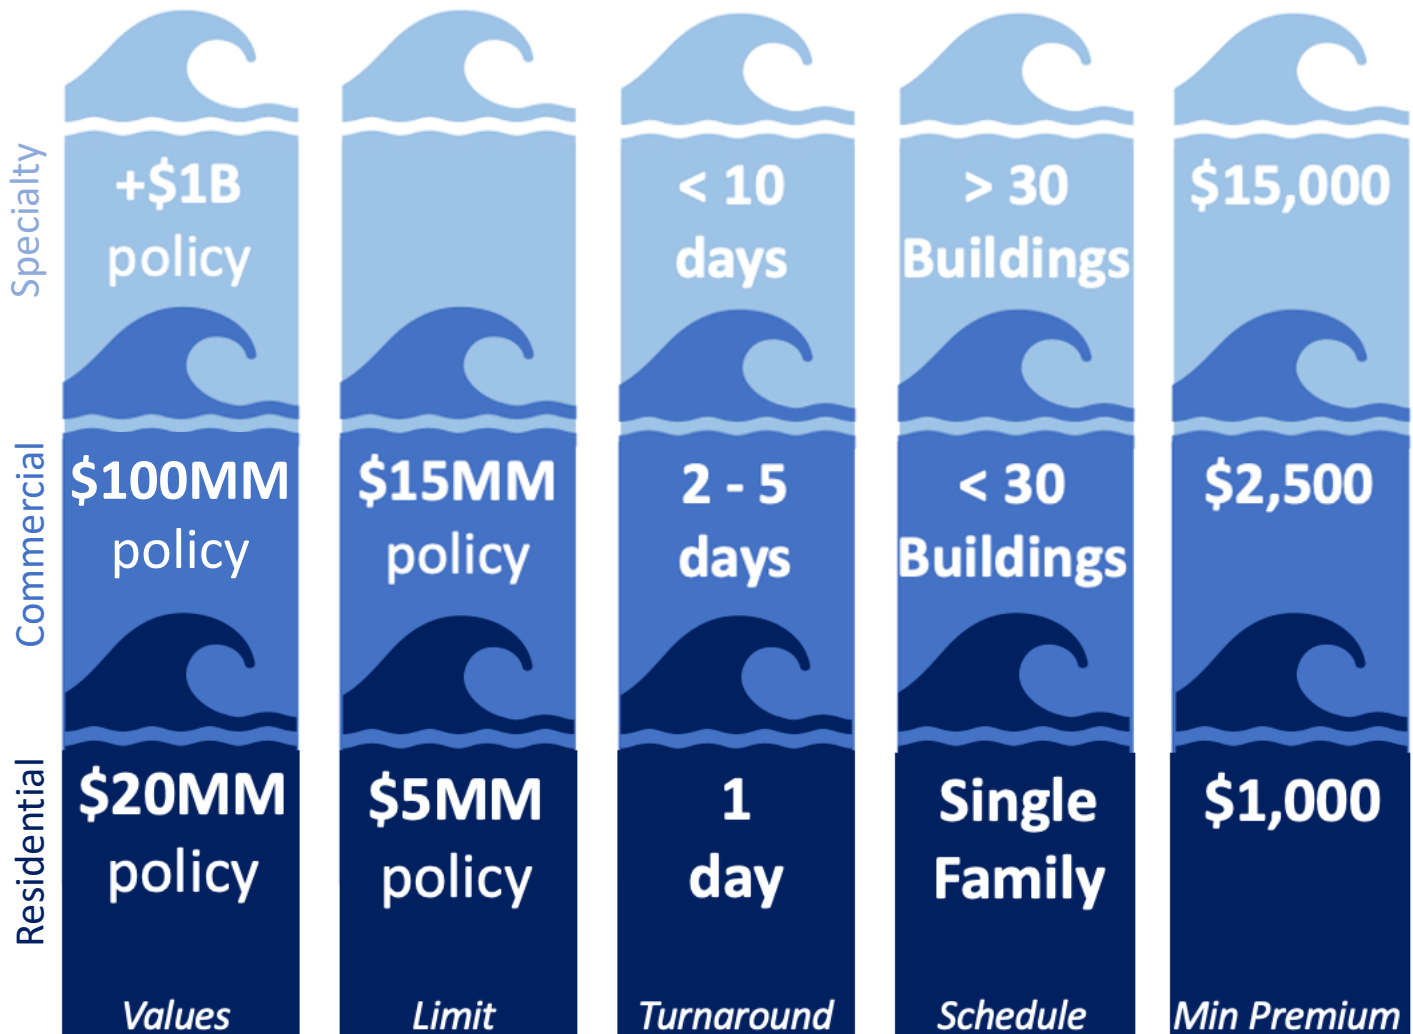 Specialty
+$1B
policy
< 10
days
> 30
Buildings
$15,000
Commercial
$100MM
policy
$15MM
policy
2 - 5
days
< 30
Buildings
$2,500
Residential
$20MM
policy
$5MM
policy
1
day
Single
Family
$1,000
Values
Limit
Turnaround
Schedule
Min Premium